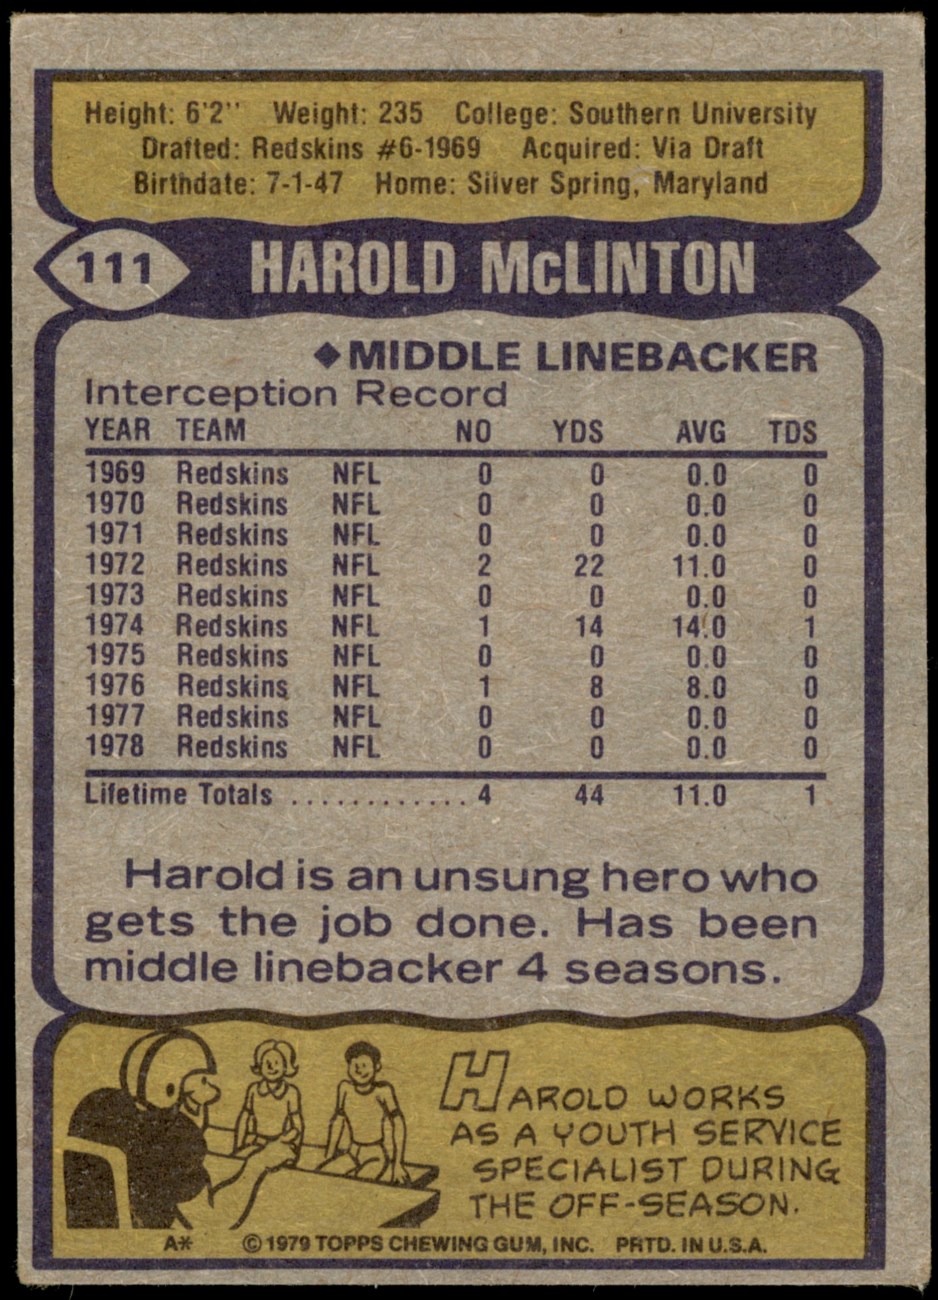 Height: 6'2'' Weight: 235 College: Southern University
Drafted: Redskins #6-1969 Acquired: Via Draft
Birthdate: 7-1-47 Home: Silver Spring, Maryland
111 HAROLD McLINTON
◆MIDDLE LINEBACKER
Interception Record
YEAR TEAM NO YDS AVG TDS
1969 Redskins NFL 0 0 0.0 0
1970 Redskins NFL 0 0 0.0 0
1971 Redskins NFL 0 0 0.0 0
1972 Redskins NFL 2 22 11.0 0
1973 Redskins NFL 0 0 0.0 0
1974 Redskins NFL 1 14 14.0 1
1975 Redskins NFL 0 0 0.0 0
1976 Redskins NFL 1 8 8.0 0
1977 Redskins NFL 0 0 0.0 0
1978 Redskins NFL 0 0 0.0 0
Lifetime Totals ............ 4 44 11.0 1
Harold is an unsung hero who
gets the job done. Has been
middle linebacker 4 seasons.
HAROLD WORKS
AS A YOUTH SERVICE
SPECIALIST DURING
THE OFF-SEASON.
A* © 1979 TOPPS CHEWING GUM, INC. PRTD. IN U.S.A.